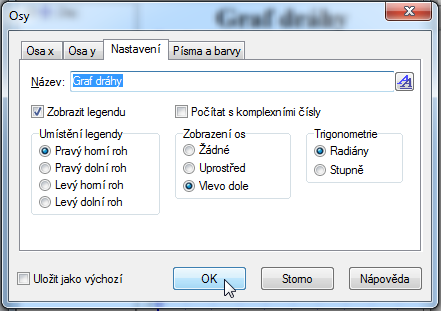 Graf dráhy
Osy
Osa x Osa y Nastavení Písma a barvy
Název: Graf dráhy
Zobrazit legendu Počítat s komplexními čísly
Umístění legendy Zobrazení os Trigonometrie
Pravý horní roh Žádné Radiány
Pravý dolní roh Uprostřed Stupně
Levý horní roh Vlevo dole
Levý dolní roh
Uložit jako výchozí OK Storno Nápověda